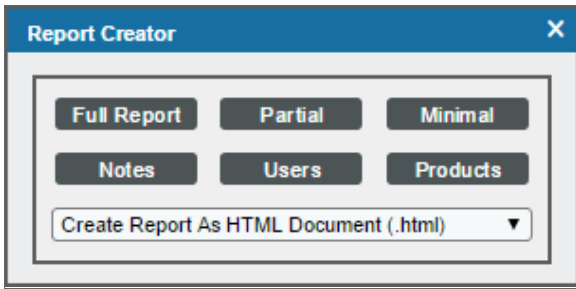 Report Creator
Full Report Partial Minimal
Notes Users Products
Create Report As HTML Document (.html)